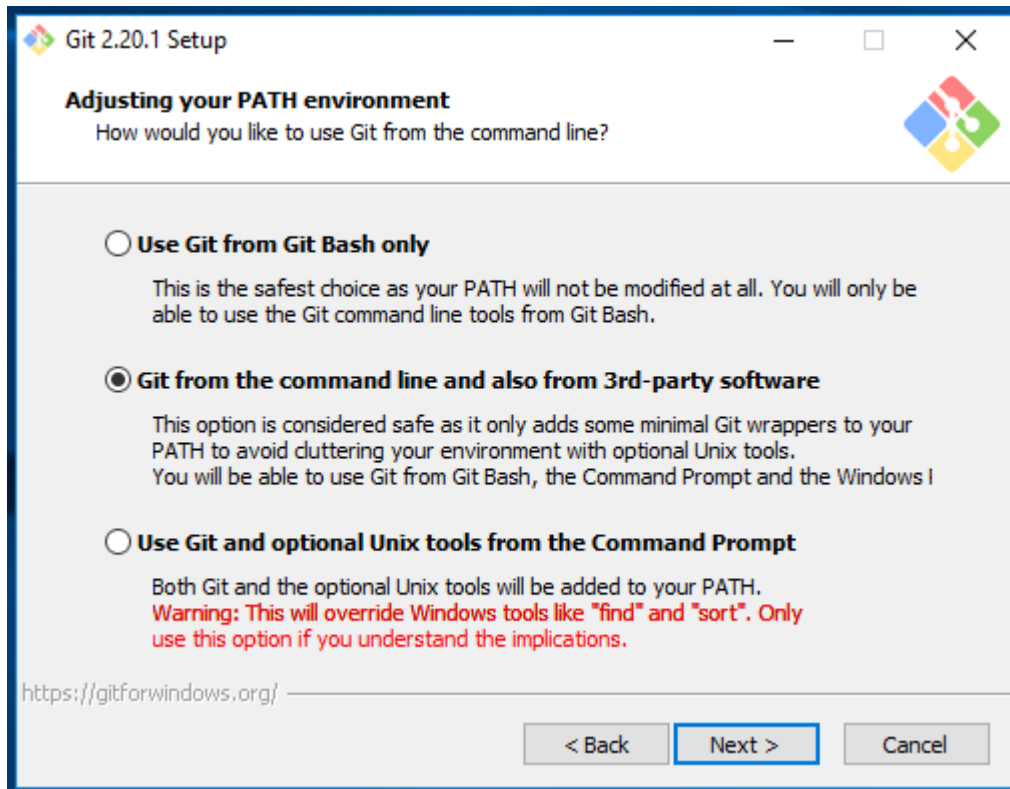 Git 2.20.1 Setup
Adjusting your PATH environment
How would you like to use Git from the command line?
Use Git from Git Bash only
This is the safest choice as your PATH will not be modified at all. You will only be
able to use the Git command line tools from Git Bash.
Git from the command line and also from 3rd-party software
This option is considered safe as it only adds some minimal Git wrappers to your
PATH to avoid cluttering your environment with optional Unix tools.
You will be able to use Git from Git Bash, the Command Prompt and the Windows
Use Git and optional Unix tools from the Command Prompt
Both Git and the optional Unix tools will be added to your PATH.
Warning: This will override Windows tools like "find" and "sort". Only
use this option if you understand the implications.
https://gitforwindows.org/
< Back
Next >
Cancel